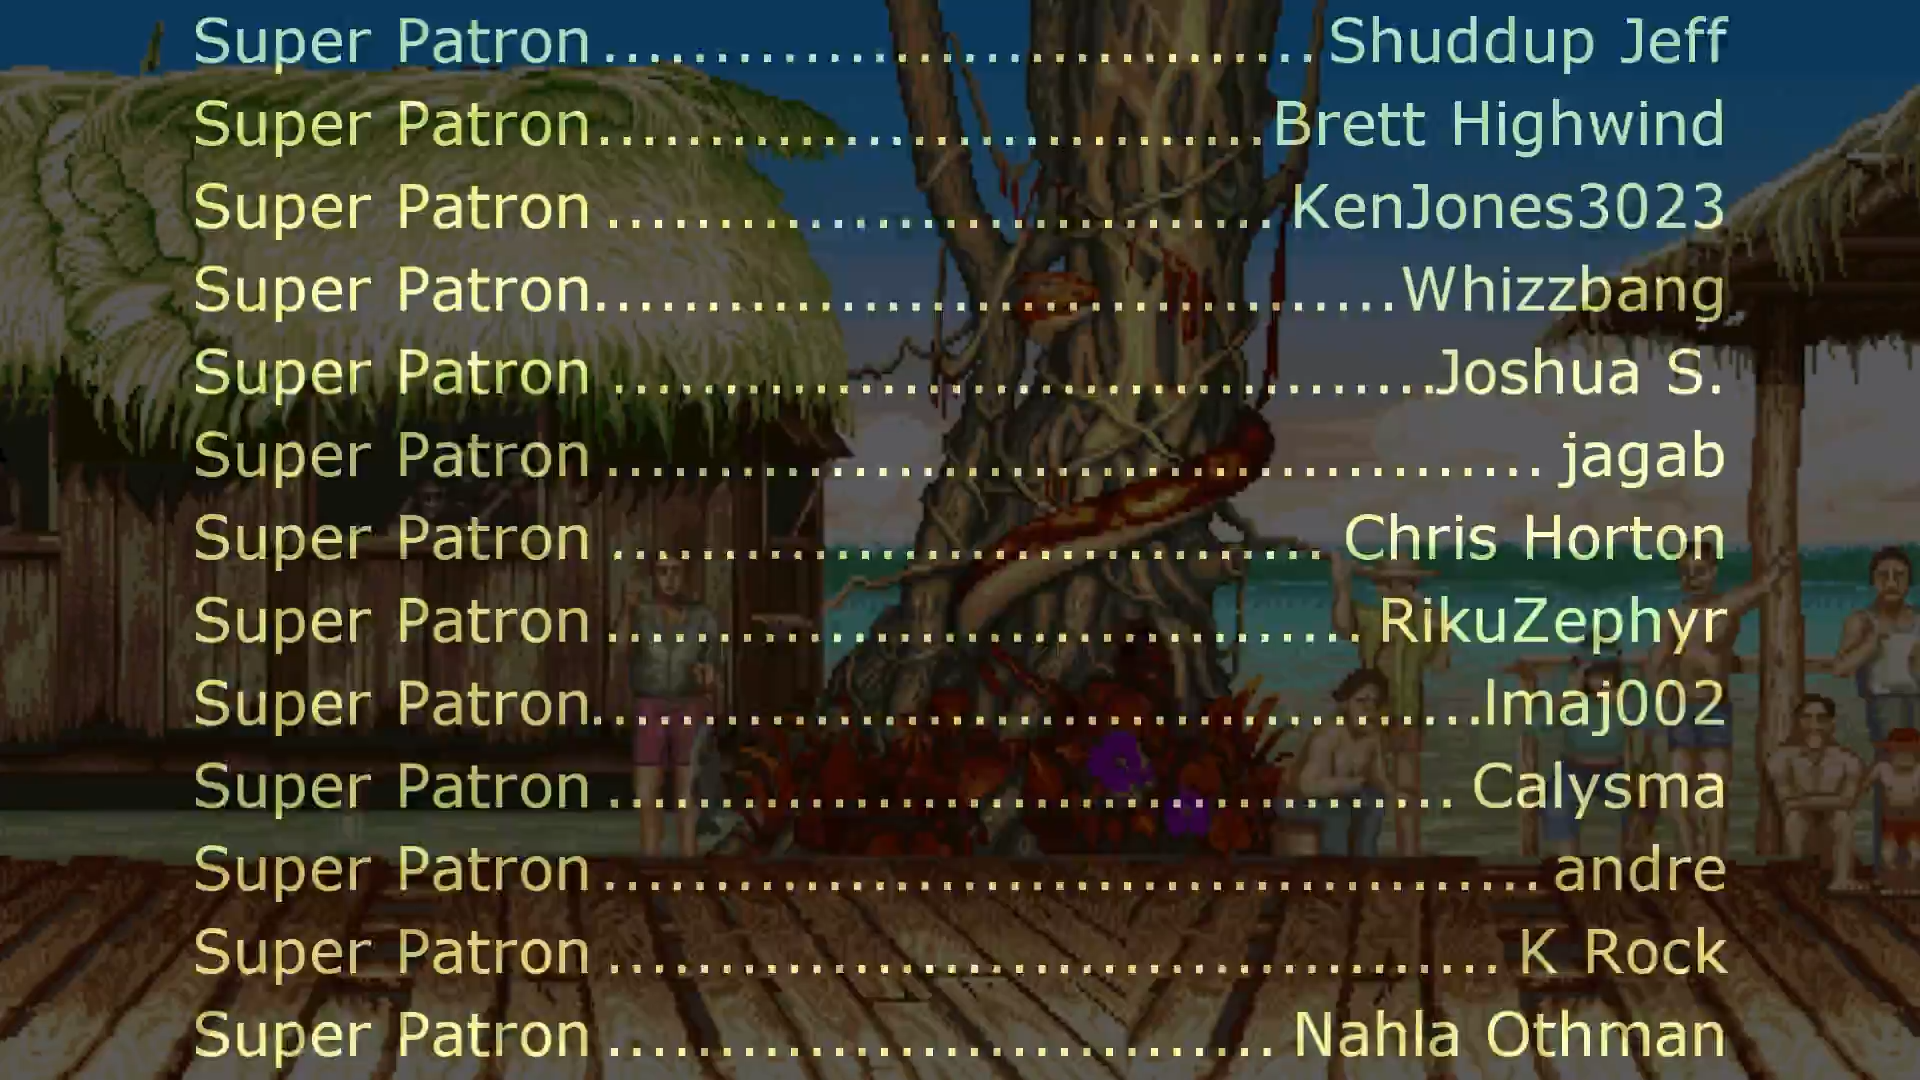 Super Patron.................................Shuddup Jeff
Super Patron..............................Brett Highwind
Super Patron..............................KenJones3023
Super Patron....................................Whizzbang
Super Patron.....................................Joshua S.
Super Patron.........................................jagab
Super Patron................................Chris Horton
Super Patron..................................RikuZephyr
Super Patron.......................................lmaj002
Super Patron......................................Calysma
Super Patron..........................................andre
Super Patron........................................K Rock
Super Patron..............................Nahla Othman